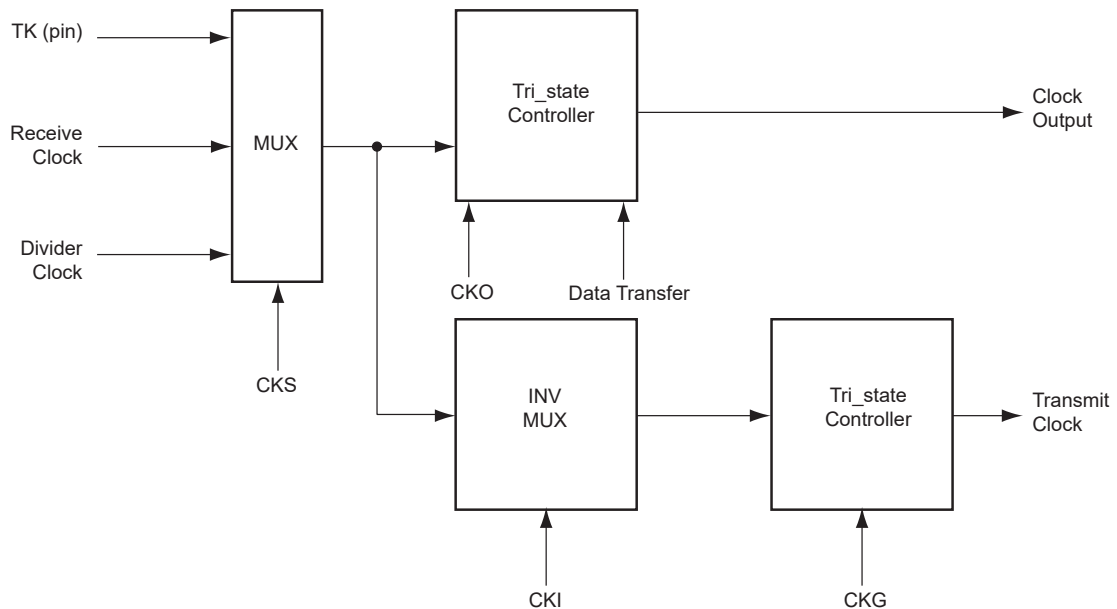 TK (pin)
Receive
Clock
Divider
Clock
MUX
CKS
Tri_state
Controller
CKO
Data Transfer
Clock
Output
INV
MUX
CKI
Tri_state
Controller
CKG
Transmit
Clock